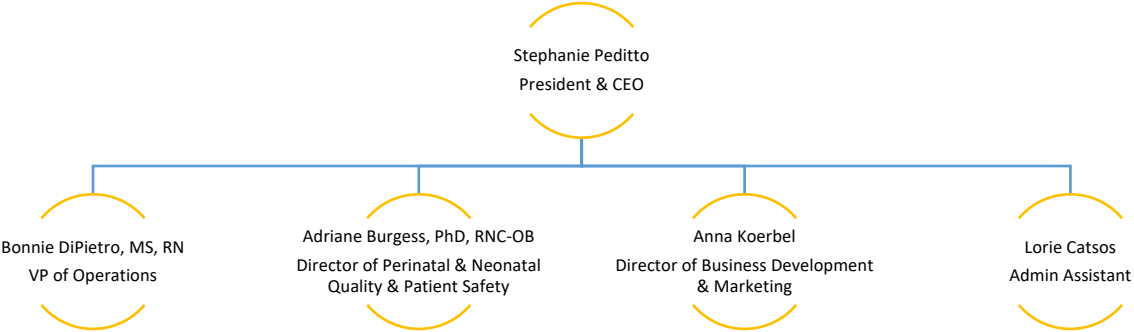 Stephanie Peditto
President & CEO
Bonnie DiPietro, MS, RN
VP of Operations
Adriane Burgess, PhD, RNC-OB
Director of Perinatal & Neonatal
Quality & Patient Safety
Anna Koerbel
Director of Business Development
& Marketing
Lorie Catsos
Admin Assistant